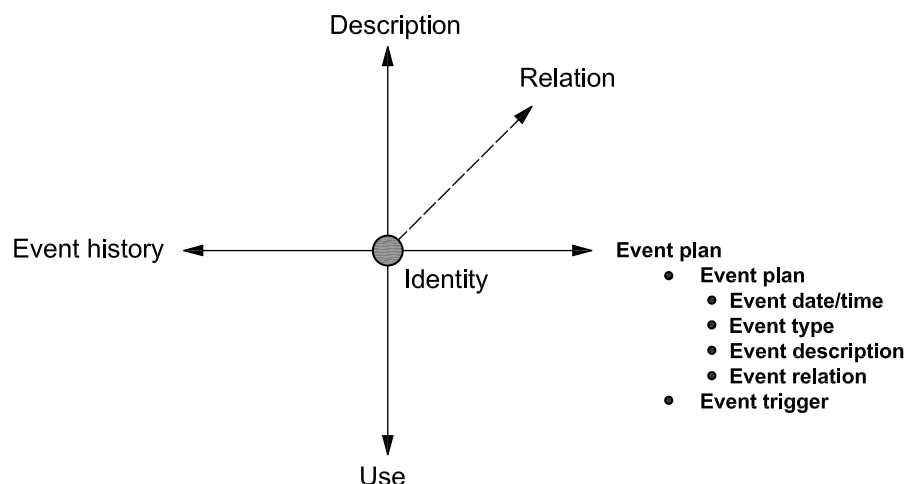 Description
Relation
Event history
Identity
Event plan
Event plan
Event date/time
Event type
Event description
Event relation
Event trigger
Use